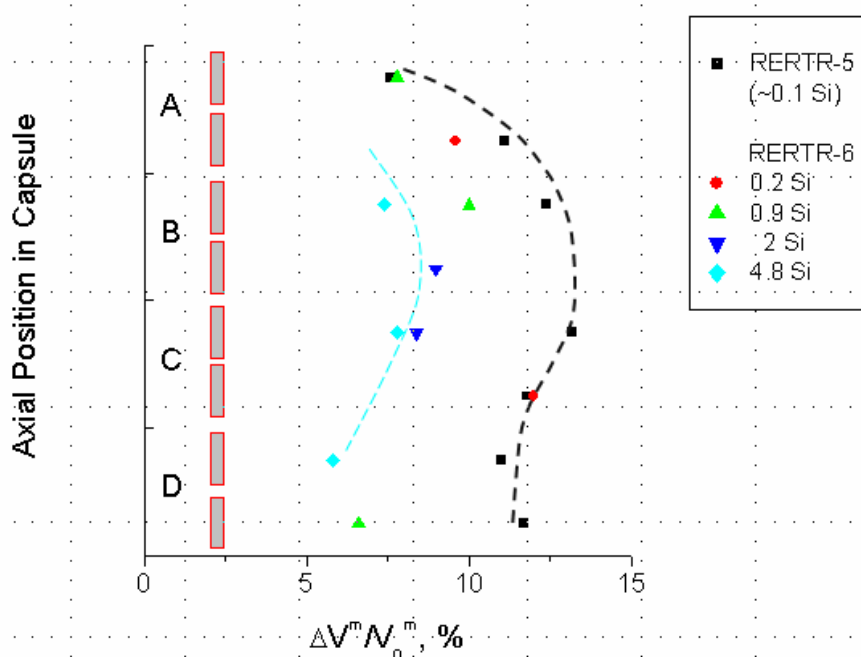 Axial Position in Capsule
A
B
C
D
0 5 10 15
ΔVᵐ/V₀ᵐ, %
RERTR-5
(~0.1 Si)
RERTR-6
0.2 Si
0.9 Si
2 Si
4.8 Si